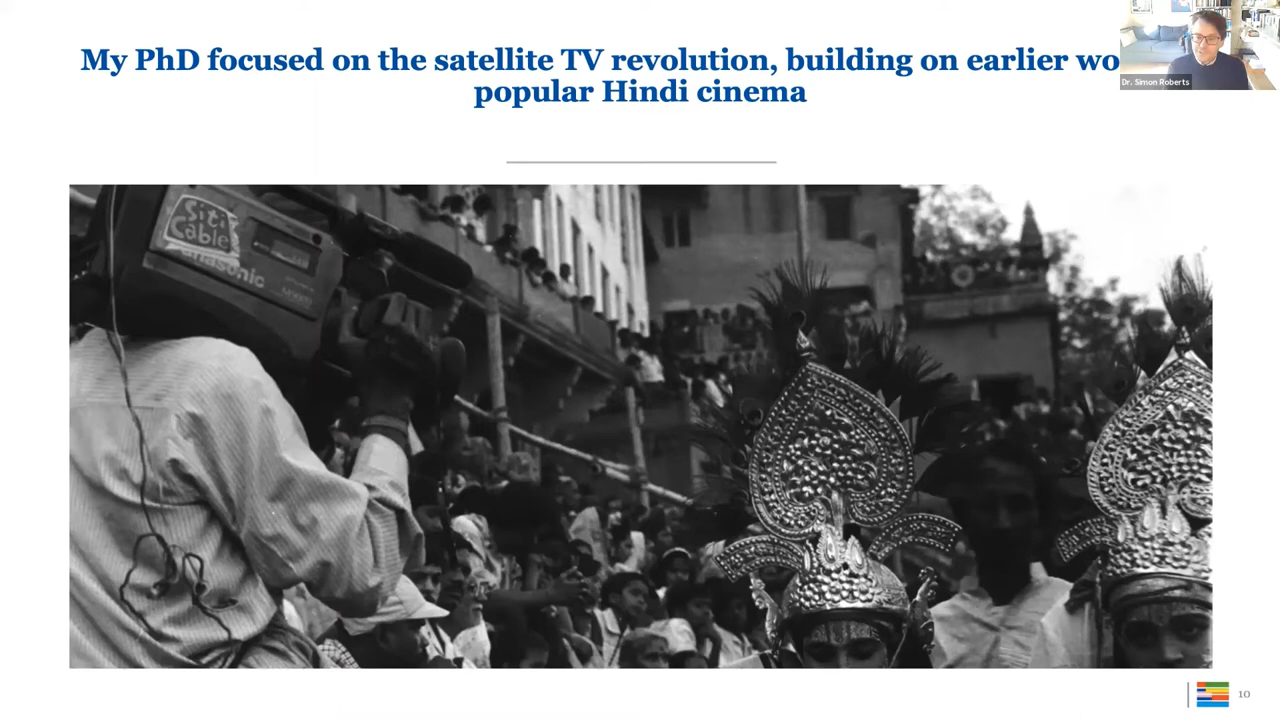 My PhD focused on the satellite TV revolution, building on earlier wo
popular Hindi cinema
Dr. Simon Roberts
Siti
Cable
Panasonic
10